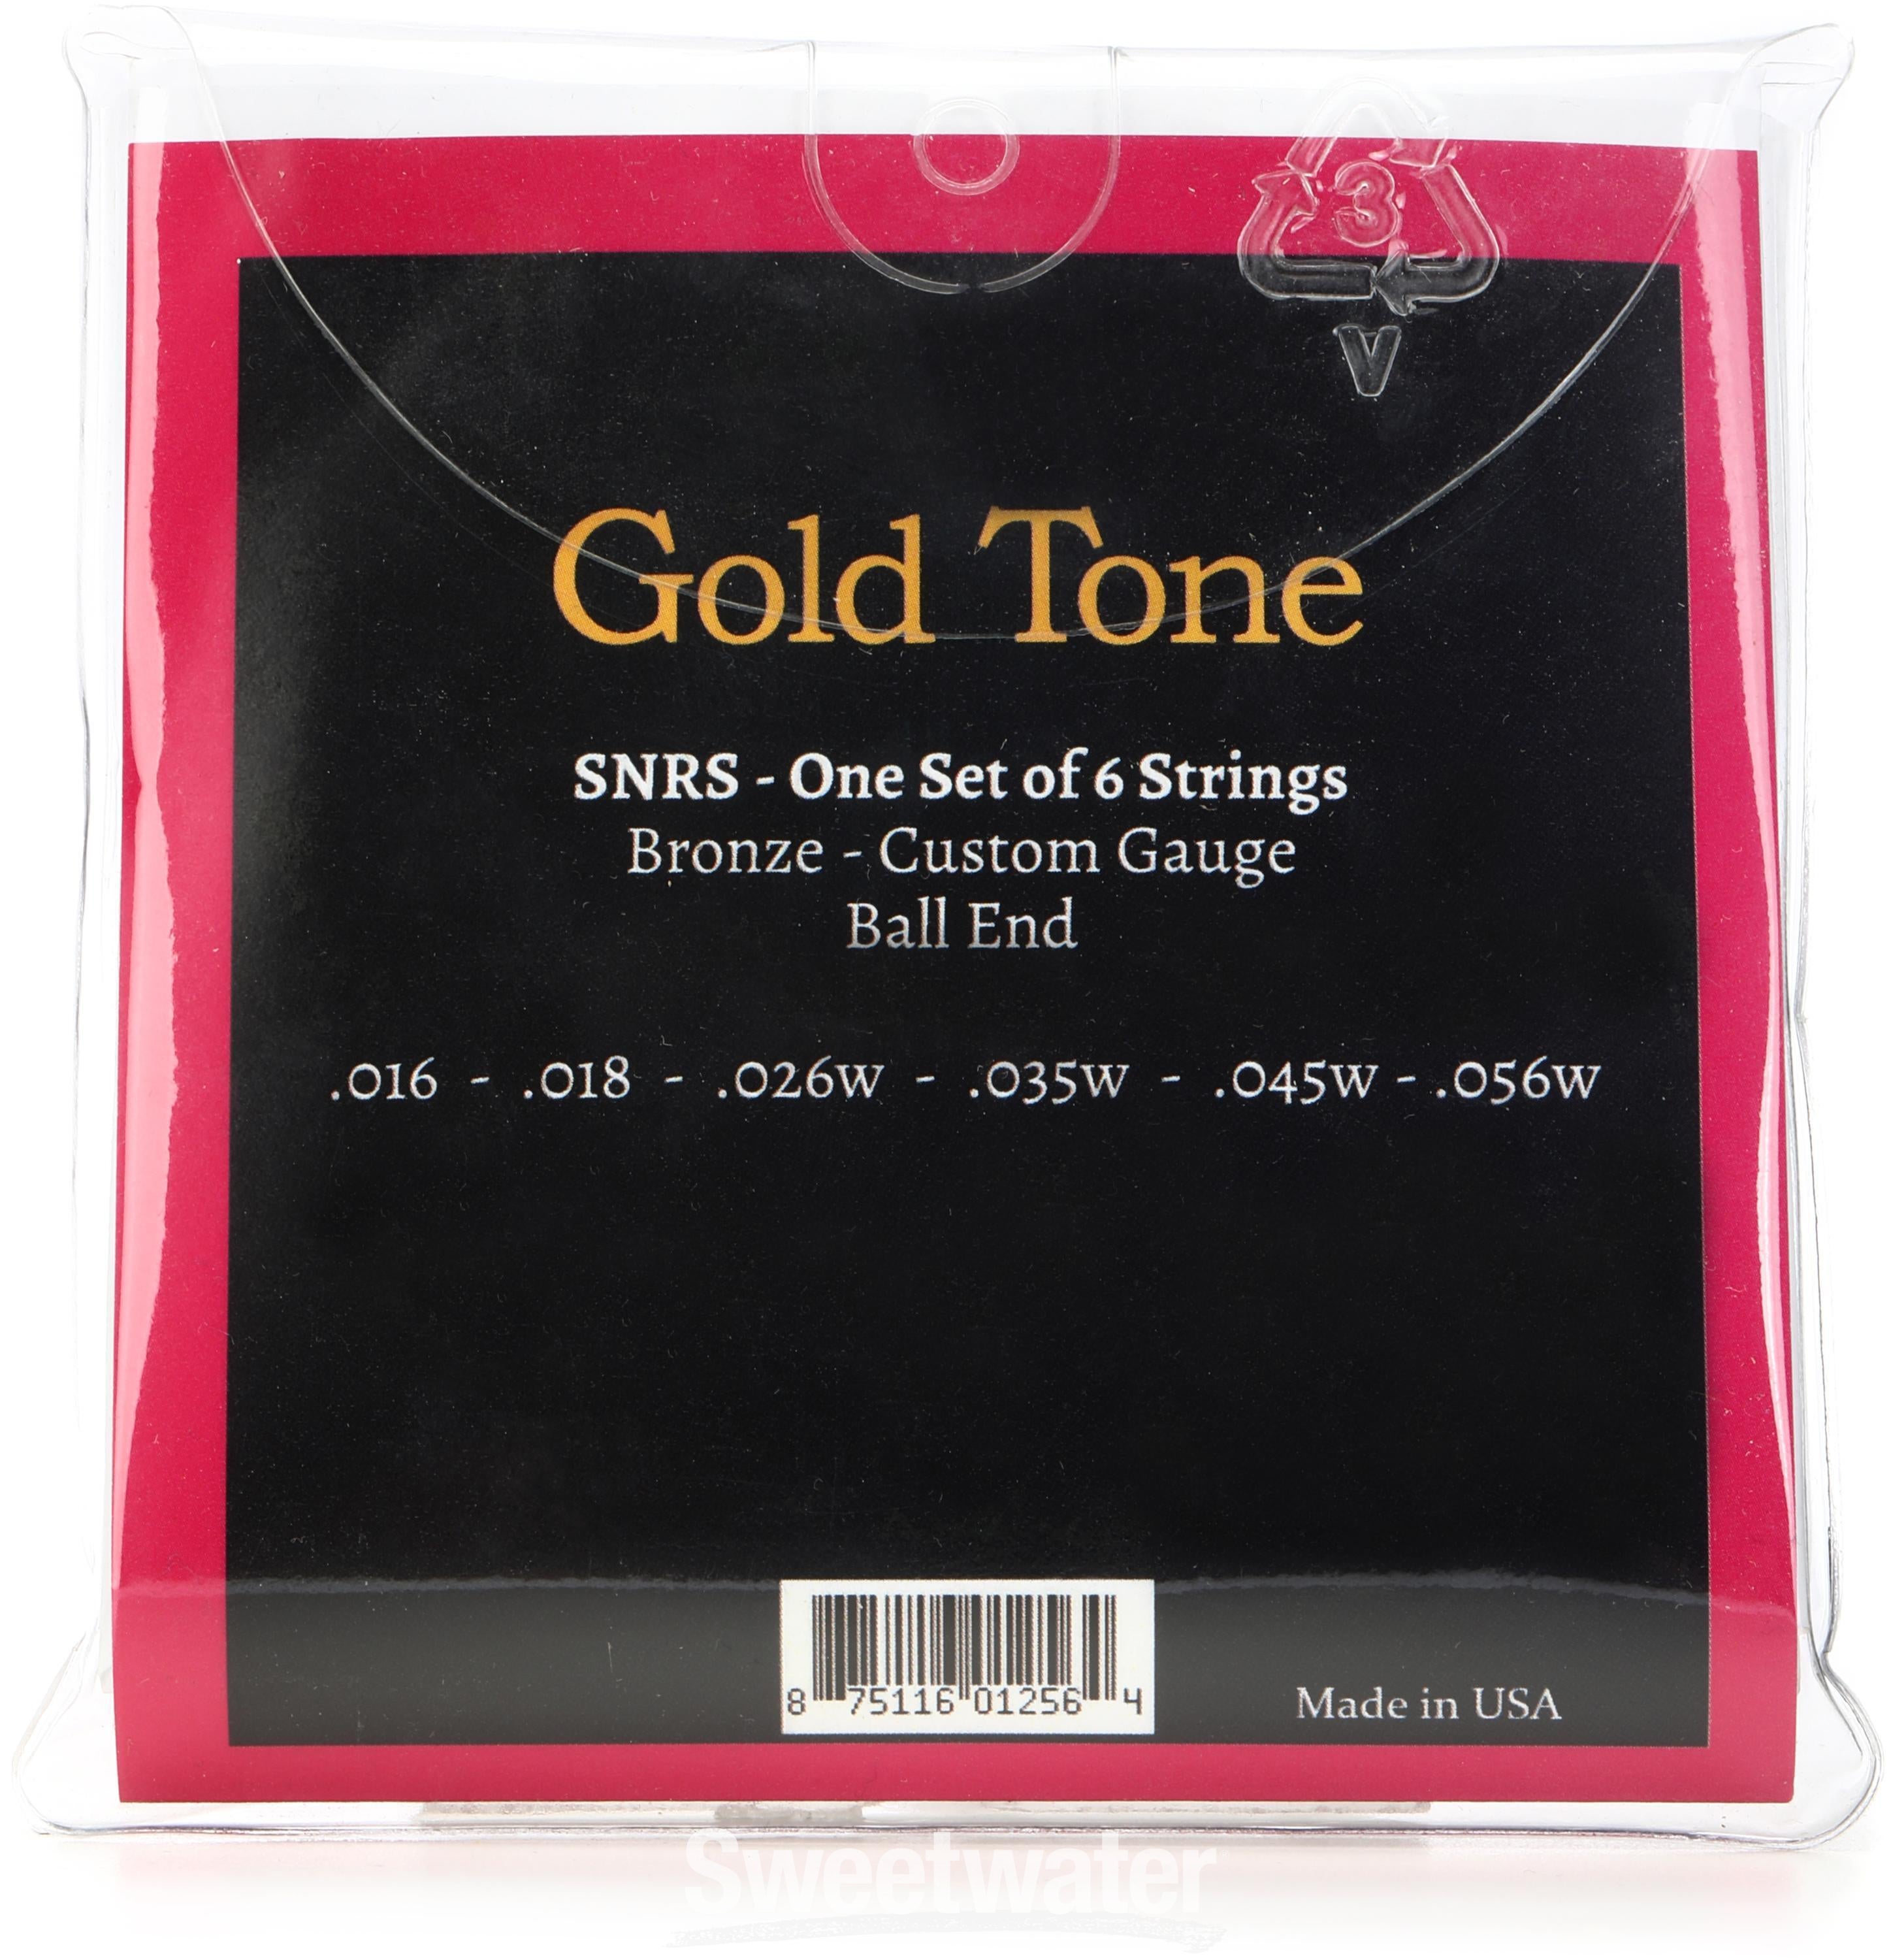 3
V
Gold Tone
SNRS - One Set of 6 Strings
Bronze - Custom Gauge
Ball End
.016 - .018 - .026w - .035w - .045w - .056w
8 75116 01256 4
Made in USA
Sweetwater